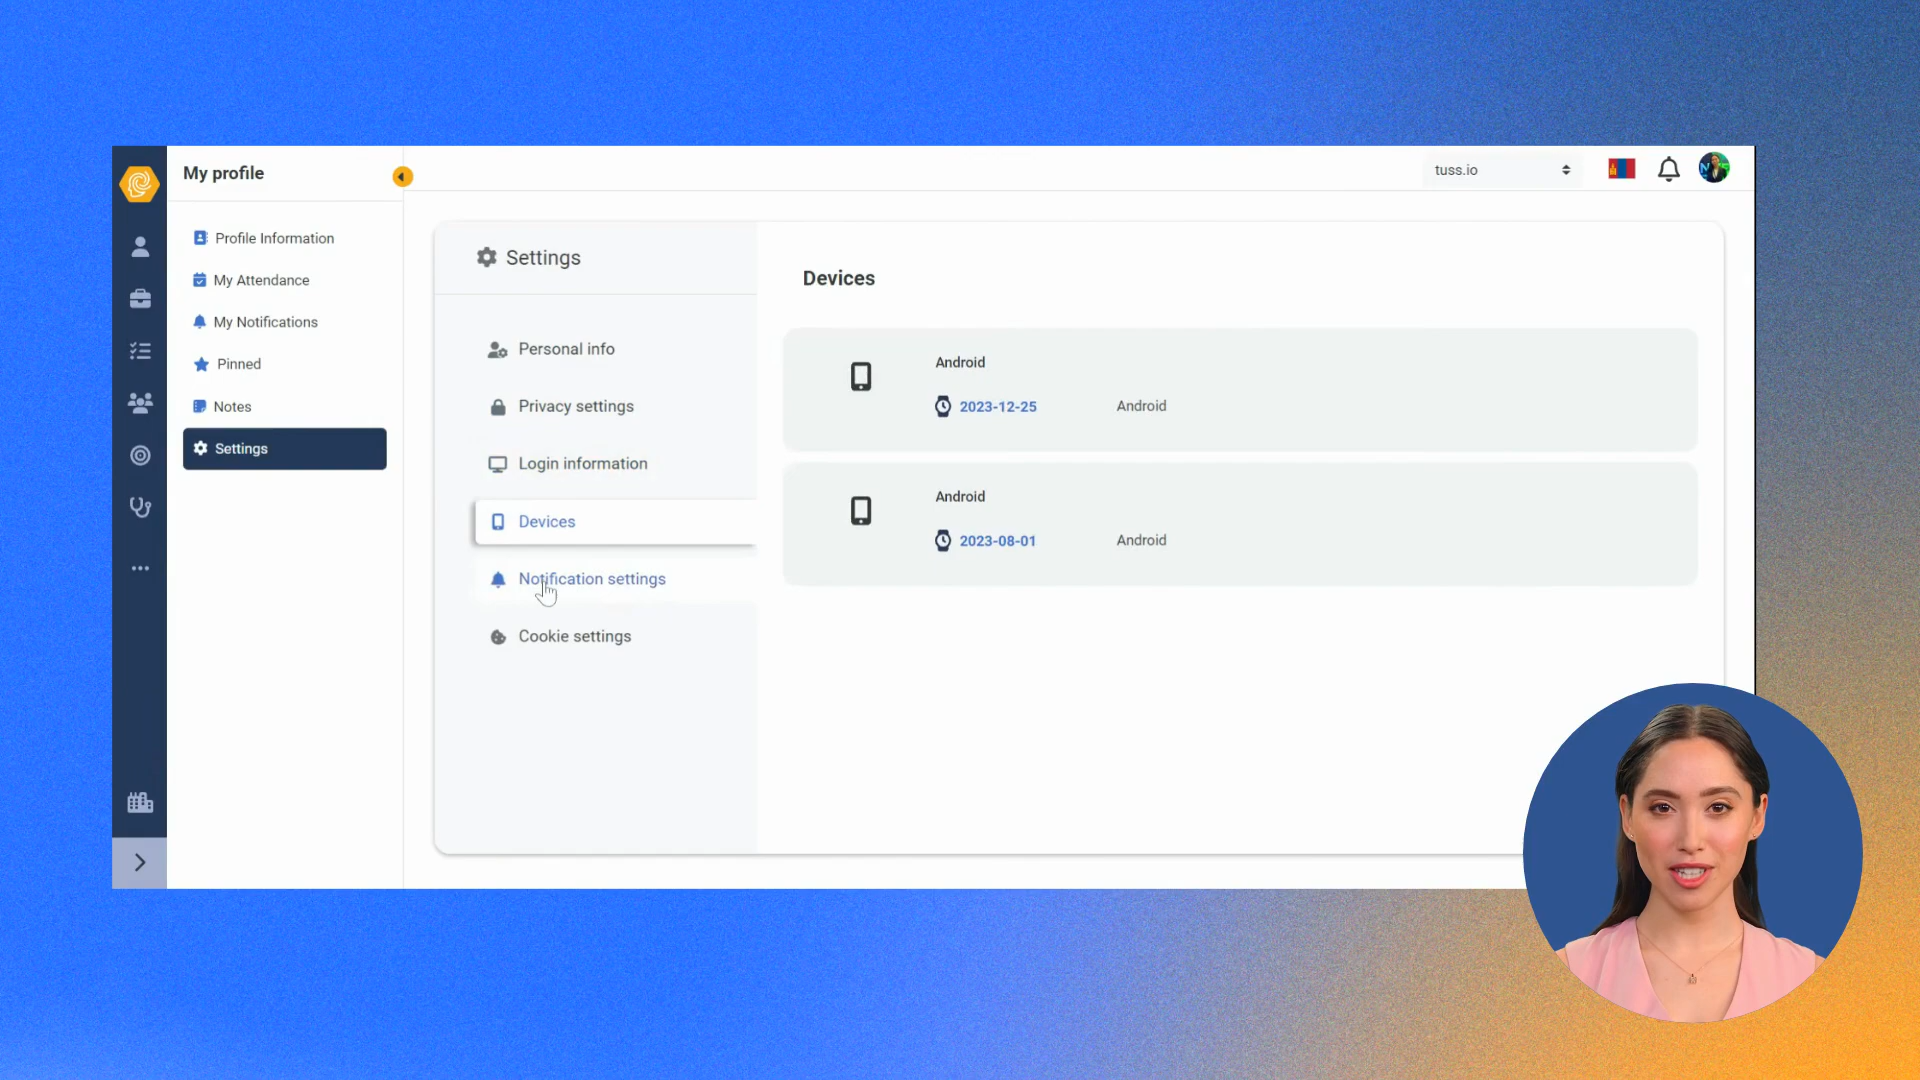 My profile
tuss.io
Profile Information
My Attendance
My Notifications
Pinned
Notes
Settings
Settings
Personal info
Privacy settings
Login information
Devices
Notification settings
Cookie settings
Devices
Android
2023-12-25 Android
Android
2023-08-01 Android